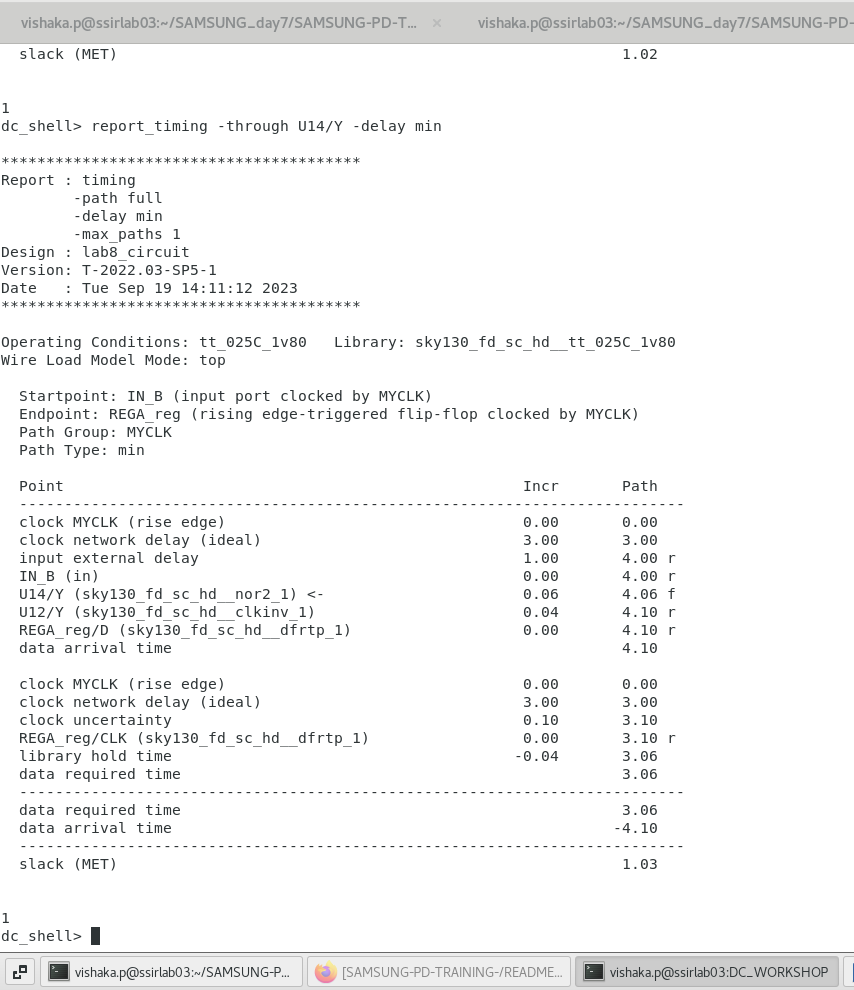 vishaka.p@ssirlab03:~/SAMSUNG_day7/SAMSUNG-PD-T... × vishaka.p@ssirlab03:~/SAMSUNG_day7/SAMSUNG-PD-
  slack (MET)                                                        1.02
1
dc_shell> report_timing -through U14/Y -delay min
****************************************
Report : timing
        -path full
        -delay min
        -max_paths 1
Design : lab8_circuit
Version: T-2022.03-SP5-1
Date   : Tue Sep 19 14:11:12 2023
****************************************
Operating Conditions: tt_025C_1v80   Library: sky130_fd_sc_hd__tt_025C_1v80
Wire Load Model Mode: top
  Startpoint: IN_B (input port clocked by MYCLK)
  Endpoint: REGA_reg (rising edge-triggered flip-flop clocked by MYCLK)
  Path Group: MYCLK
  Path Type: min
  Point                                                   Incr       Path
  --------------------------------------------------------------------------
  clock MYCLK (rise edge)                                 0.00       0.00
  clock network delay (ideal)                             3.00       3.00
  input external delay                                    1.00       4.00 r
  IN_B (in)                                               0.00       4.00 r
  U14/Y (sky130_fd_sc_hd__nor2_1) <-                      0.06       4.06 f
  U12/Y (sky130_fd_sc_hd__clkinv_1)                       0.04       4.10 r
  REGA_reg/D (sky130_fd_sc_hd__dfrtp_1)                   0.00       4.10 r
  data arrival time                                                  4.10
  clock MYCLK (rise edge)                                 0.00       0.00
  clock network delay (ideal)                             3.00       3.00
  clock uncertainty                                       0.10       3.10
  REGA_reg/CLK (sky130_fd_sc_hd__dfrtp_1)                 0.00       3.10 r
  library hold time                                      -0.04       3.06
  data required time                                                 3.06
  --------------------------------------------------------------------------
  data required time                                                 3.06
  data arrival time                                                 -4.10
  --------------------------------------------------------------------------
  slack (MET)                                                        1.03
1
dc_shell>
vishaka.p@ssirlab03:~/SAMSUNG-P... [SAMSUNG-PD-TRAINING-/README... vishaka.p@ssirlab03:DC_WORKSHOP